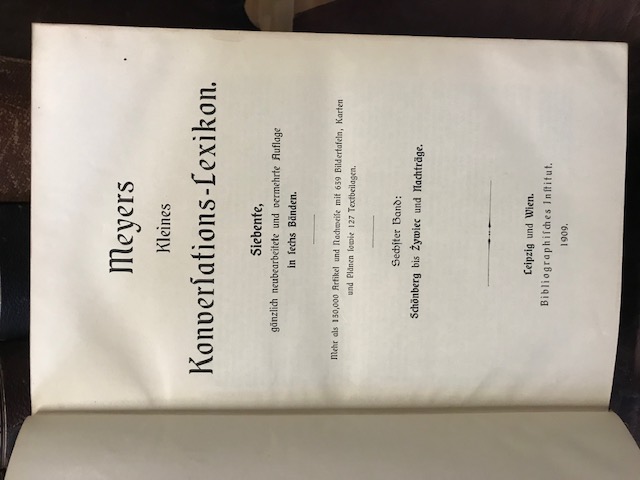 Meyers
Kleines
Konverſations-Lexikon.
Siebente,
gänzlich neubearbeitete und vermehrte Auflage
in ſechs Bänden.
Mehr als 130,000 Artikel und Nachweiſe mit 639 Bildertafeln, Karten
und Plänen ſowie 127 Textbeilagen.
Sechſter Band:
Schönberg bis Żywiec und Nachträge.
Leipzig und Wien.
Bibliographiſches Inſtitut.
1909.